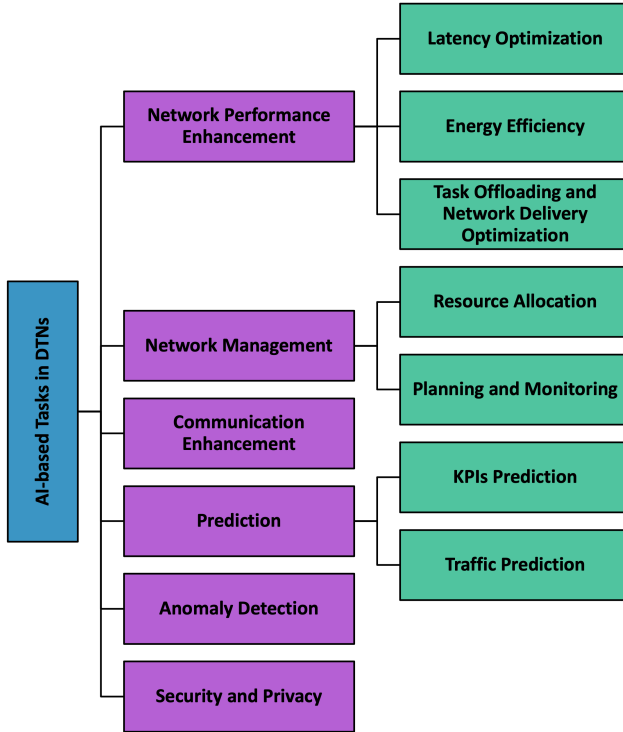 AI-based Tasks in DTNs
Network Performance
Enhancement
Latency Optimization
Energy Efficiency
Task Offloading and
Network Delivery
Optimization
Network Management
Resource Allocation
Planning and Monitoring
Communication
Enhancement
Prediction
KPIs Prediction
Traffic Prediction
Anomaly Detection
Security and Privacy